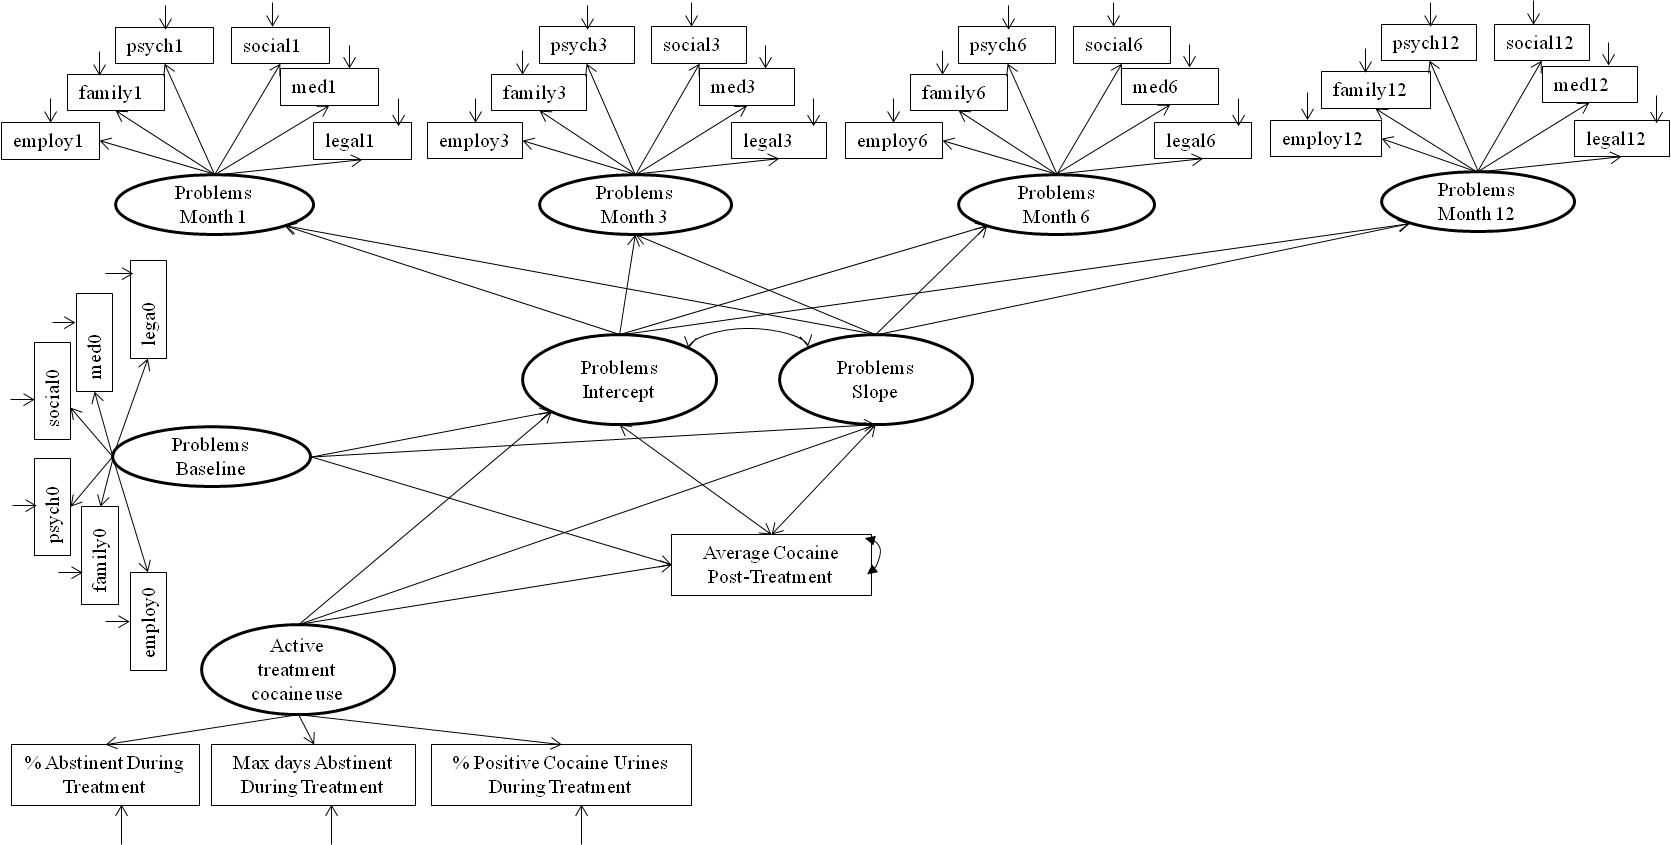 psych1
social1
psych3
social3
psych6
social6
psych12
social12
family1
med1
family3
med3
family6
med6
family12
med12
employ1
legal1
employ3
legal3
employ6
legal6
employ12
legal12
Problems
Month 1
Problems
Month 3
Problems
Month 6
Problems
Month 12
lega0
med0
social0
Problems
Intercept
Problems
Slope
Problems
Baseline
psych0
family0
employ0
Average Cocaine
Post-Treatment
Active
treatment
cocaine use
% Abstinent During
Treatment
Max days Abstinent
During Treatment
% Positive Cocaine Urines
During Treatment